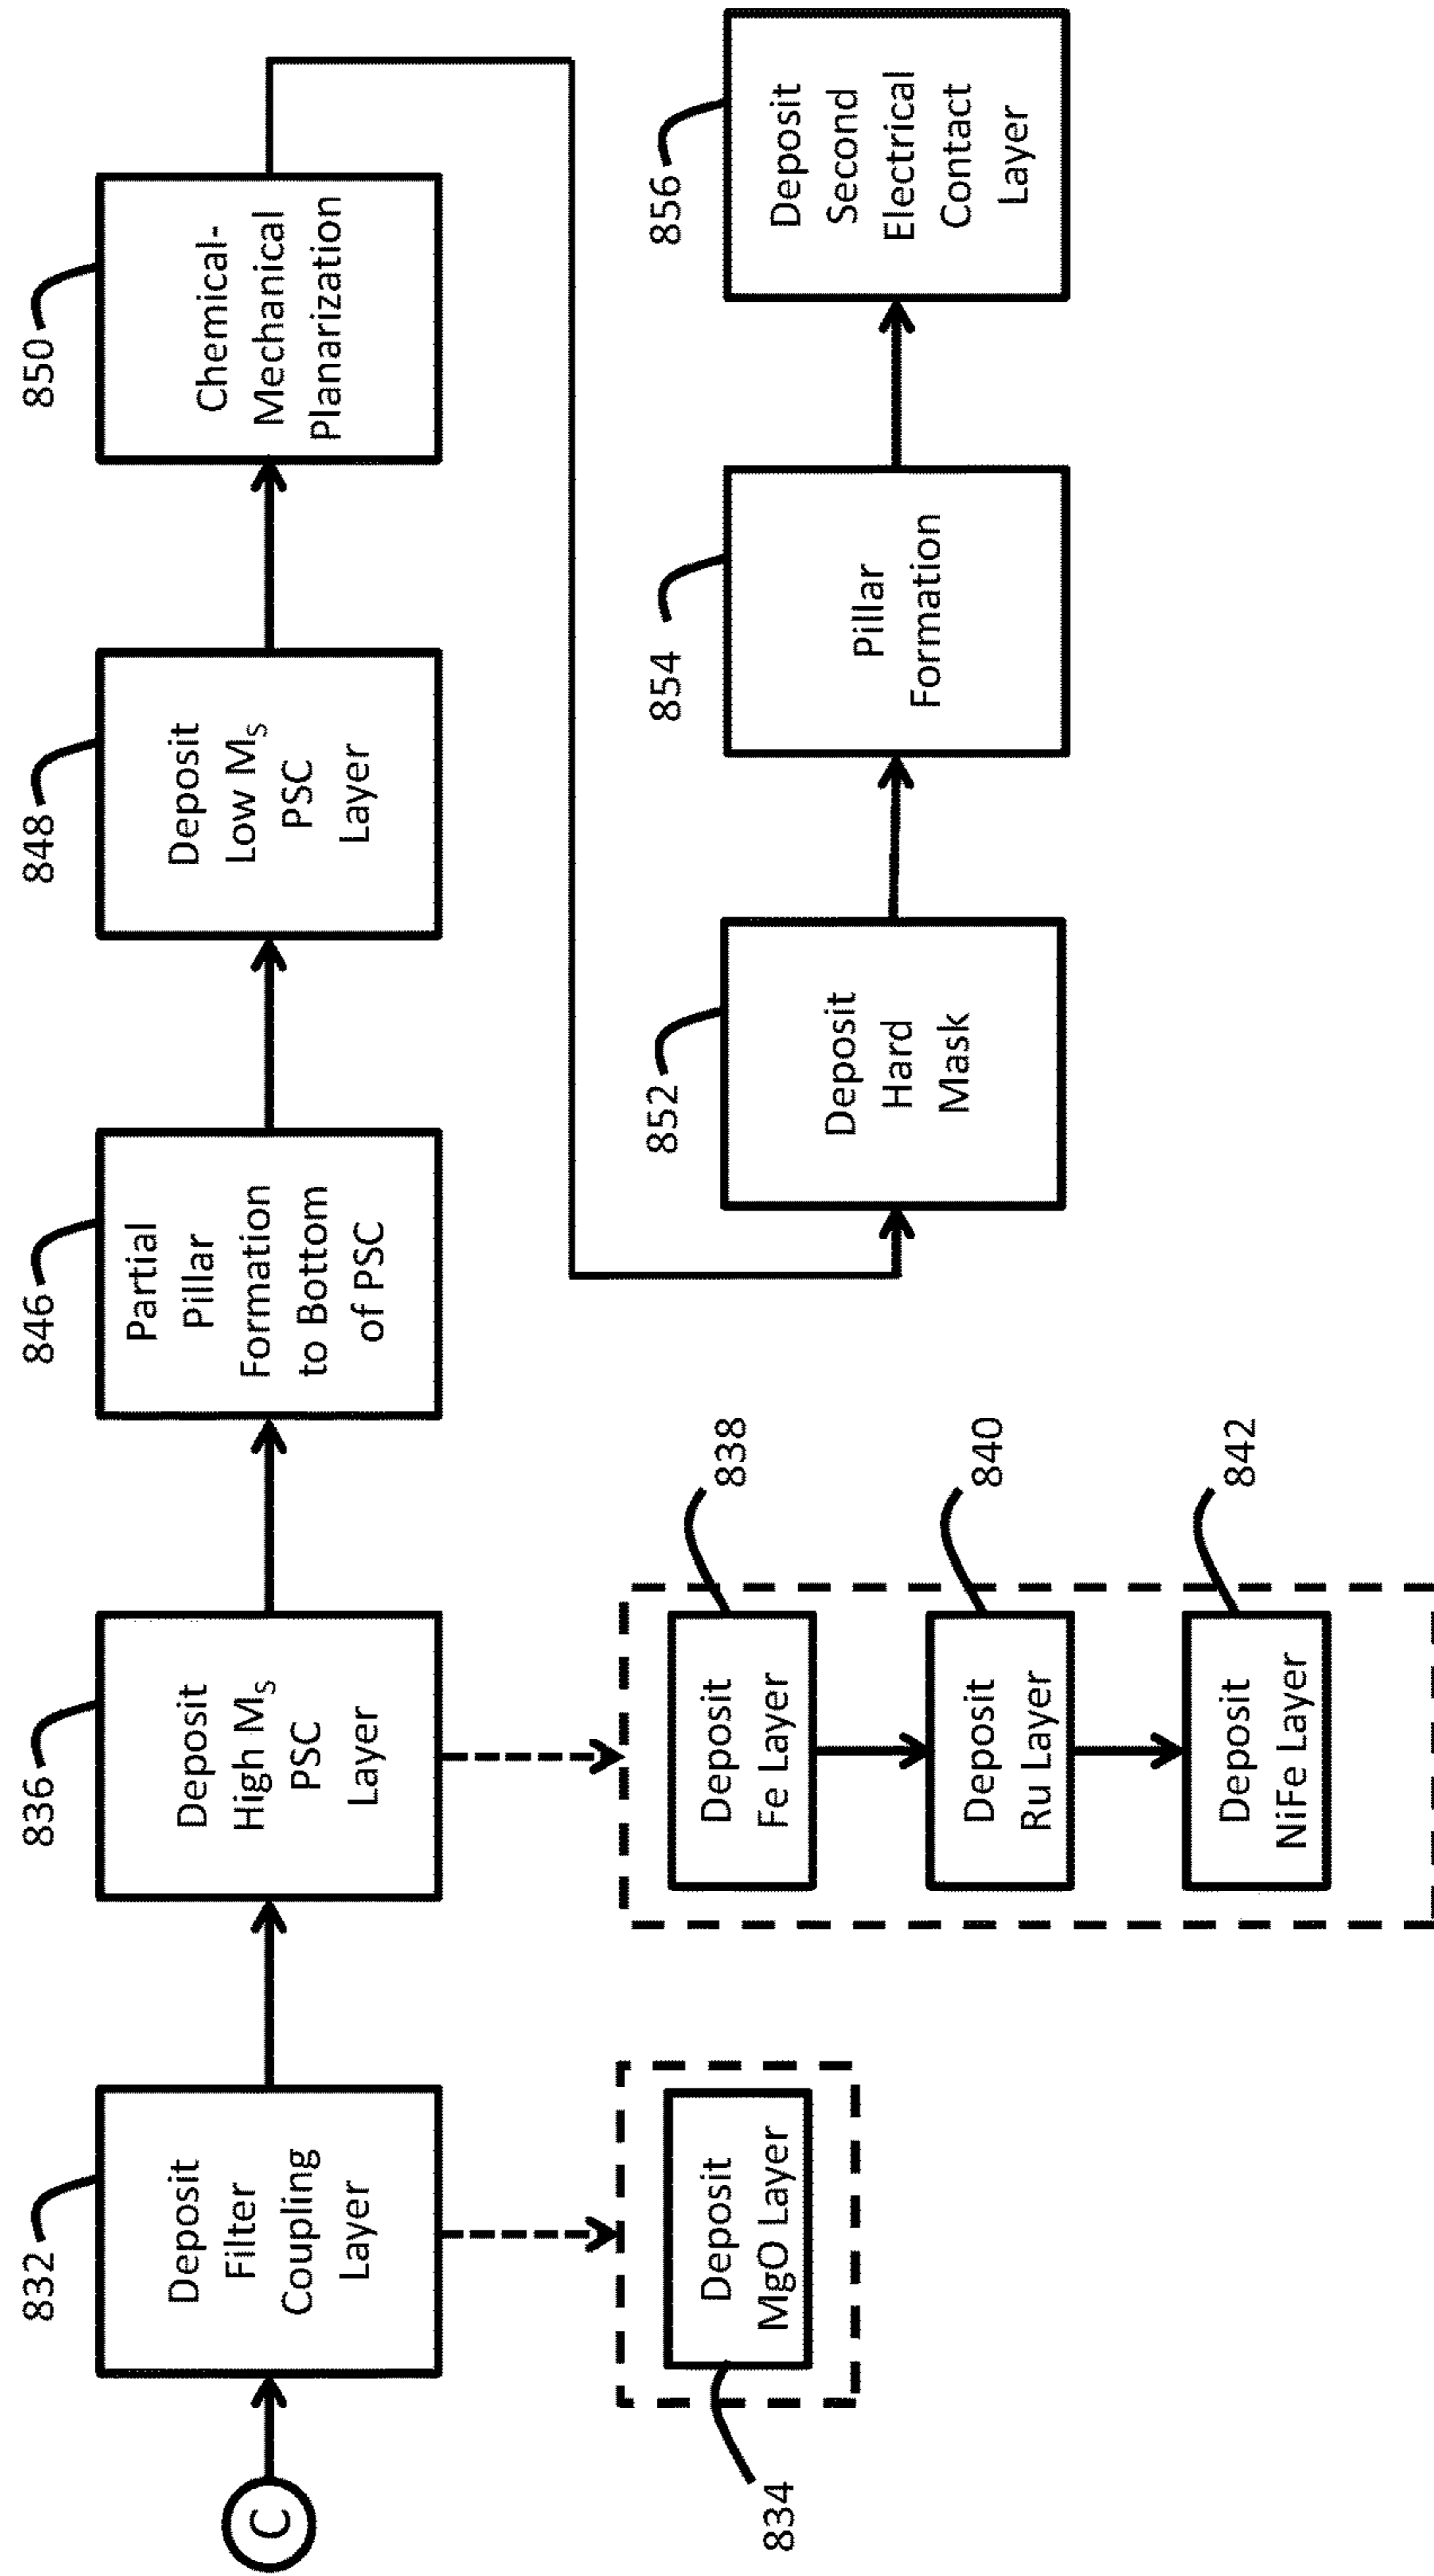 C
832
Deposit
Filter
Coupling
Layer
836
Deposit
High Ms
PSC
Layer
846
Partial
Pillar
Formation
to Bottom
of PSC
848
Deposit
Low Ms
PSC
Layer
850
Chemical-
Mechanical
Planarization
834
Deposit
MgO Layer
838
Deposit
Fe Layer
840
Deposit
Ru Layer
842
Deposit
NiFe Layer
852
Deposit
Hard
Mask
854
Pillar
Formation
856
Deposit
Second
Electrical
Contact
Layer